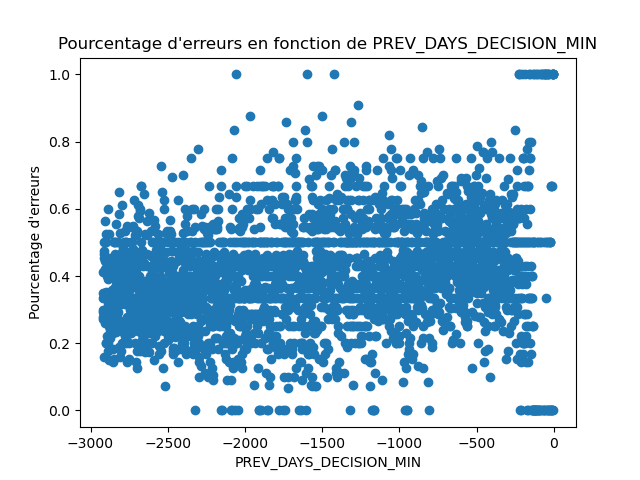 Pourcentage d'erreurs en fonction de PREV_DAYS_DECISION_MIN
1.0
0.8
0.6
0.4
0.2
0.0
Pourcentage d'erreurs
−3000 −2500 −2000 −1500 −1000 −500 0
PREV_DAYS_DECISION_MIN